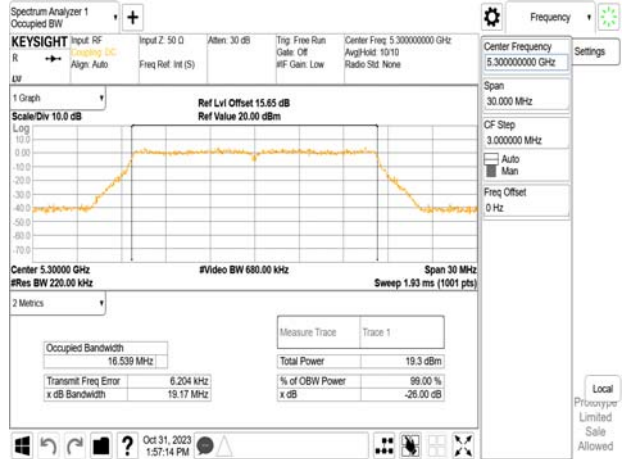 Spectrum Analyzer 1
Occupied BW
Frequency
KEYSIGHT
R
Input: RF
Coupling: DC
Align: Auto
Input Z: 50 Ω
Freq Ref: Int (S)
Atten: 30 dB
Trig: Free Run
Gate: Off
#IF Gain: Low
Center Freq: 5.300000000 GHz
Avg|Hold: 10/10
Radio Std: None
1 Graph
Scale/Div 10.0 dB
Ref Lvl Offset 15.65 dB
Ref Value 20.00 dBm
Log
10.0
0.00
-10.0
-20.0
-30.0
-40.0
-50.0
-60.0
-70.0
Center 5.30000 GHz
#Res BW 220.00 kHz
#Video BW 680.00 kHz
Span 30 MHz
Sweep 1.93 ms (1001 pts)
2 Metrics
Measure Trace
Trace 1
Occupied Bandwidth
16.539 MHz
Total Power
19.3 dBm
Transmit Freq Error
6.204 kHz
% of OBW Power
99.00 %
x dB Bandwidth
19.17 MHz
x dB
-26.00 dB
Oct 31, 2023
1:57:14 PM
Center Frequency
5.300000000 GHz
Settings
Span
30.000 MHz
CF Step
3.000000 MHz
Auto
Man
Freq Offset
0 Hz
Local
Prototype
Limited
Sale
Allowed